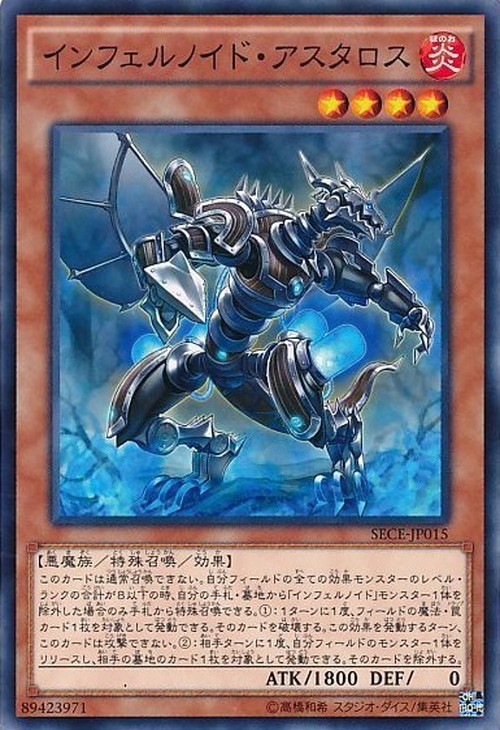 インフェルノイド・アスタロス
炎
SECE-JP015
【悪魔族/特殊召喚/効果】
このカードは通常召喚できない。自分フィールドの全ての効果モンスターのレベル・
ランクの合計が8以下の時、自分の手札・墓地から「インフェルノイド」モンスター1体を
除外した場合のみ手札から特殊召喚できる。①:1ターンに1度、フィールドの魔法・罠
カード1枚を対象として発動できる。そのカードを破壊する。この効果を発動するターン、
このカードは攻撃できない。②:相手ターンに1度、自分フィールドのモンスター1体を
リリースし、相手の墓地のカード1枚を対象として発動できる。そのカードを除外する。
ATK/1800 DEF/ 0
89423971
©高橋和希 スタジオ・ダイス/集英社